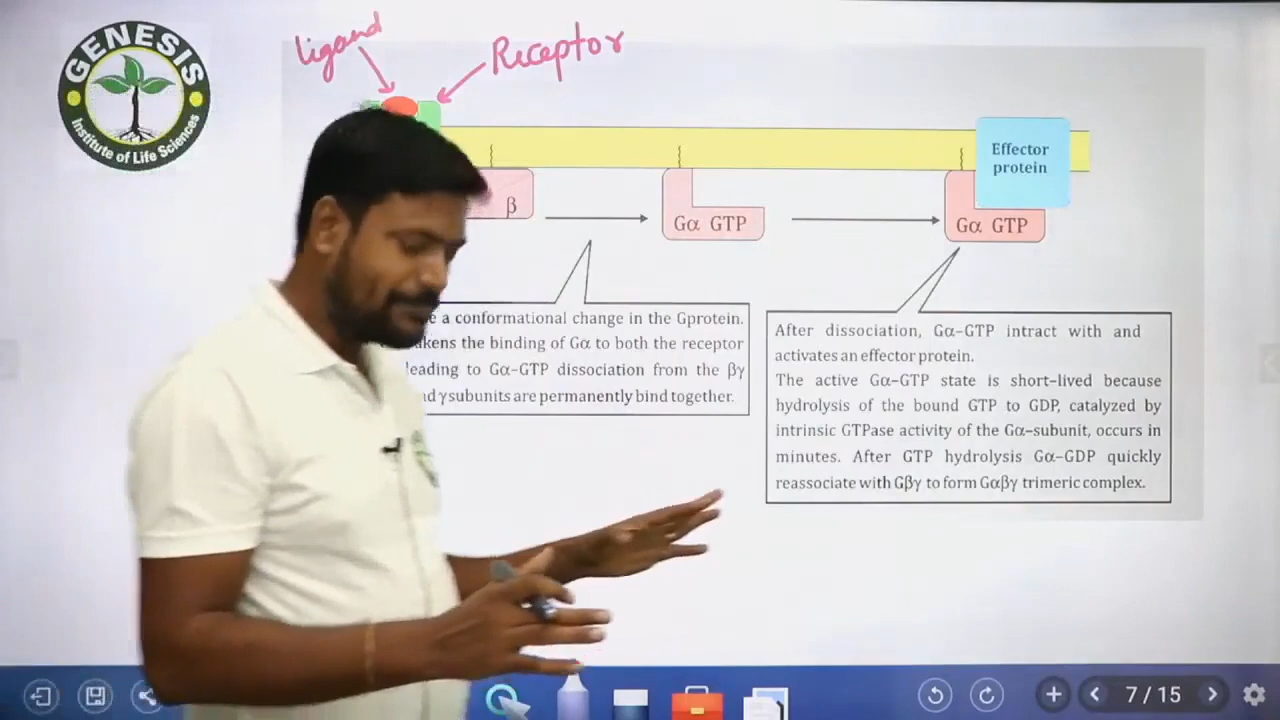 GENESIS
Institute of Life Sciences
ligand
Receptor
Effector
protein
β
Gα GTP
Gα GTP
a conformational change in the Gprotein.
the binding of Gα to both the receptor
leading to Gα–GTP dissociation from the βγ
γ subunits are permanently bind together.
After dissociation, Gα–GTP intract with and
activates an effector protein.
The active Gα–GTP state is short–lived because
hydrolysis of the bound GTP to GDP, catalyzed by
intrinsic GTPase activity of the Gα–subunit, occurs in
minutes. After GTP hydrolysis Gα–GDP quickly
reassociate with Gβγ to form Gαβγ trimeric complex.
7 / 15